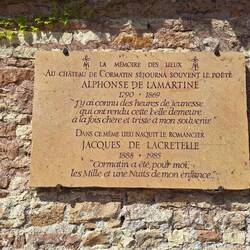 LA MÉMOIRE DES LIEUX
AU CHÂTEAU DE CORMATIN SÉJOURNA SOUVENT LE POÈTE
ALPHONSE DE LAMARTINE
1790 - 1869
"J'y ai connu des heures de jeunesse
qui ont rendu cette belle demeure
à la fois chère et triste à mon souvenir"
DANS CE MÊME LIEU NAQUIT LE ROMANCIER
JACQUES DE LACRETELLE
1888 - 1985
"Cormatin a été, pour moi,
les Mille et une Nuits de mon enfance."